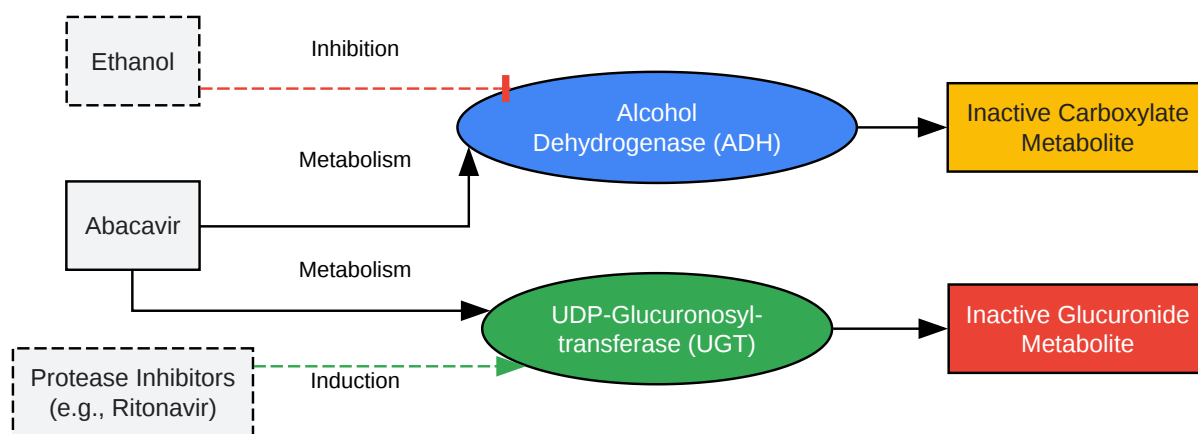 Ethanol
Inhibition
Alcohol
Dehydrogenase (ADH)
Inactive Carboxylate
Metabolite
Metabolism
Abacavir
Metabolism
UDP-Glucuronosyl-
transferase (UGT)
Inactive Glucuronide
Metabolite
Protease Inhibitors
(e.g., Ritonavir)
Induction